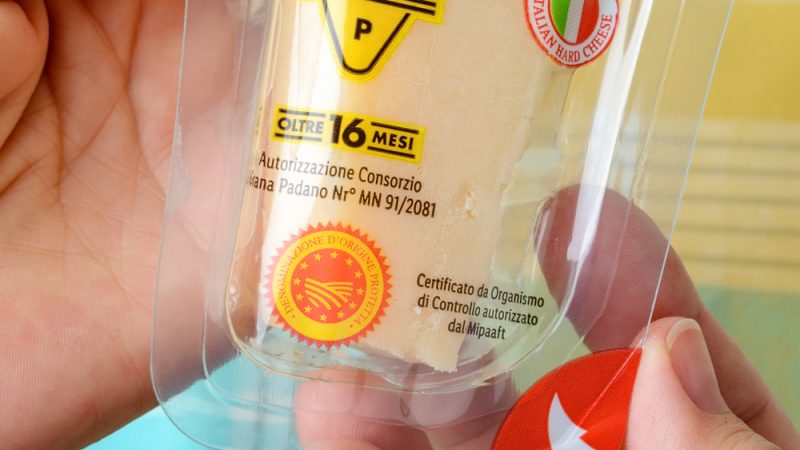 P
ITALIAN HARD CHEESE
OLTRE 16 MESI
Autorizzazione Consorzio
Padano Nr° MN 91/2081
DENOMINAZIONE D'ORIGINE PROTETTA
Certificato da Organismo
di Controllo autorizzato
dal Mipaaft